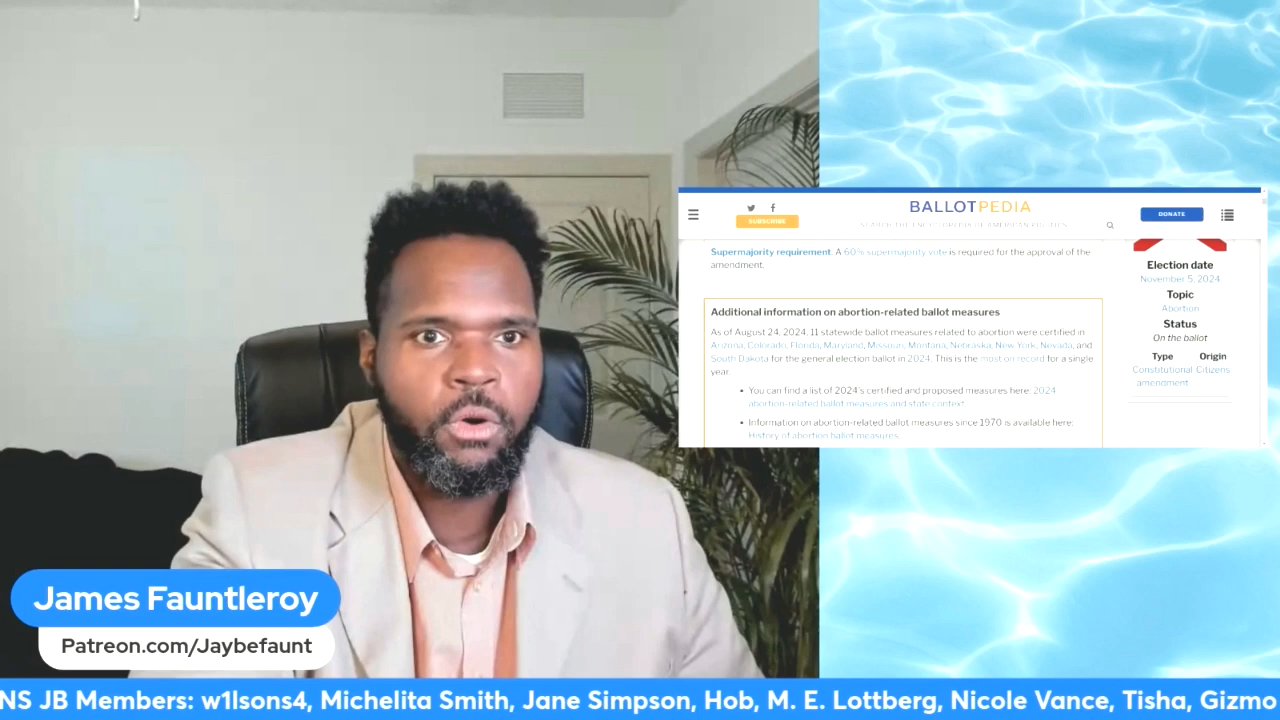 BALLOTPEDIA
SUBSCRIBE
SEARCH THE ENCYCLOPEDIA OF AMERICAN POLITICS
DONATE
Supermajority requirement. A 60% supermajority vote is required for the approval of the
amendment.
Additional information on abortion-related ballot measures
As of August 24, 2024, 11 statewide ballot measures related to abortion were certified in
Arizona, Colorado, Florida, Maryland, Missouri, Montana, Nebraska, New York, Nevada, and
South Dakota for the general election ballot in 2024. This is the most on record for a single
year.
• You can find a list of 2024's certified and proposed measures here: 2024
abortion-related ballot measures and state context.
• Information on abortion-related ballot measures since 1970 is available here:
History of abortion ballot measures.
Election date
November 5, 2024
Topic
Abortion
Status
On the ballot
Type Origin
Constitutional Citizens
amendment
James Fauntleroy
Patreon.com/Jaybefaunt
NS JB Members: w1lsons4, Michelita Smith, Jane Simpson, Hob, M. E. Lottberg, Nicole Vance, Tisha, Gizmo